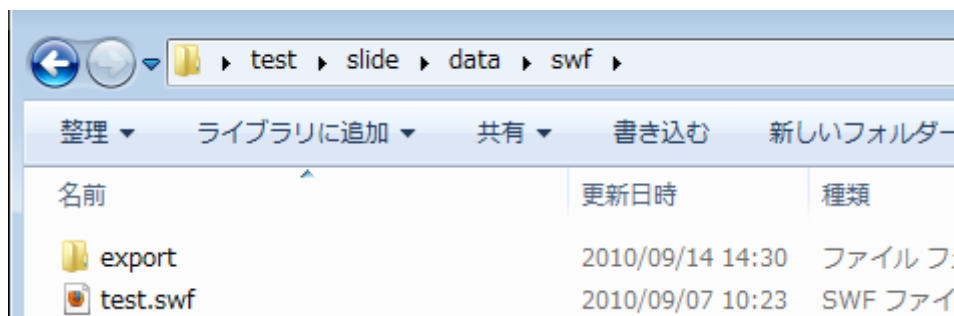 test slide data swf
整理 ライブラリに追加 共有 書き込む 新しいフォルダー
名前 更新日時 種類
export 2010/09/14 14:30 ファイル フ
test.swf 2010/09/07 10:23 SWF ファイ